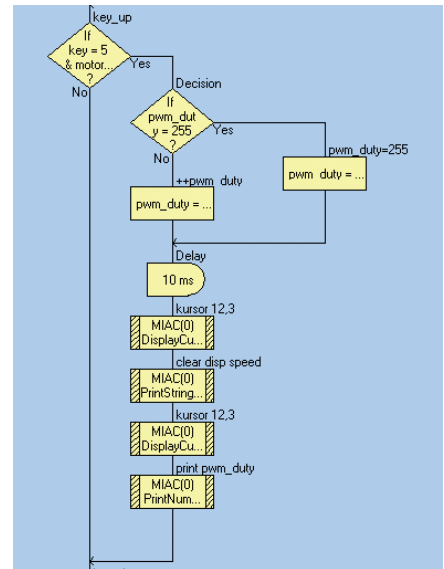 key_up
If
key = 5
& motor...
?
Yes
No
Decision
If
pwm_dut
y = 255
?
Yes
No
pwm_duty=255
pwm_duty = ...
++pwm_duty
pwm_duty = ...
Delay
10 ms
kursor 12,3
MIAC(0)
DisplayCu...
clear disp speed
MIAC(0)
PrintString...
kursor 12,3
MIAC(0)
DisplayCu...
print pwm_duty
MIAC(0)
PrintNum...